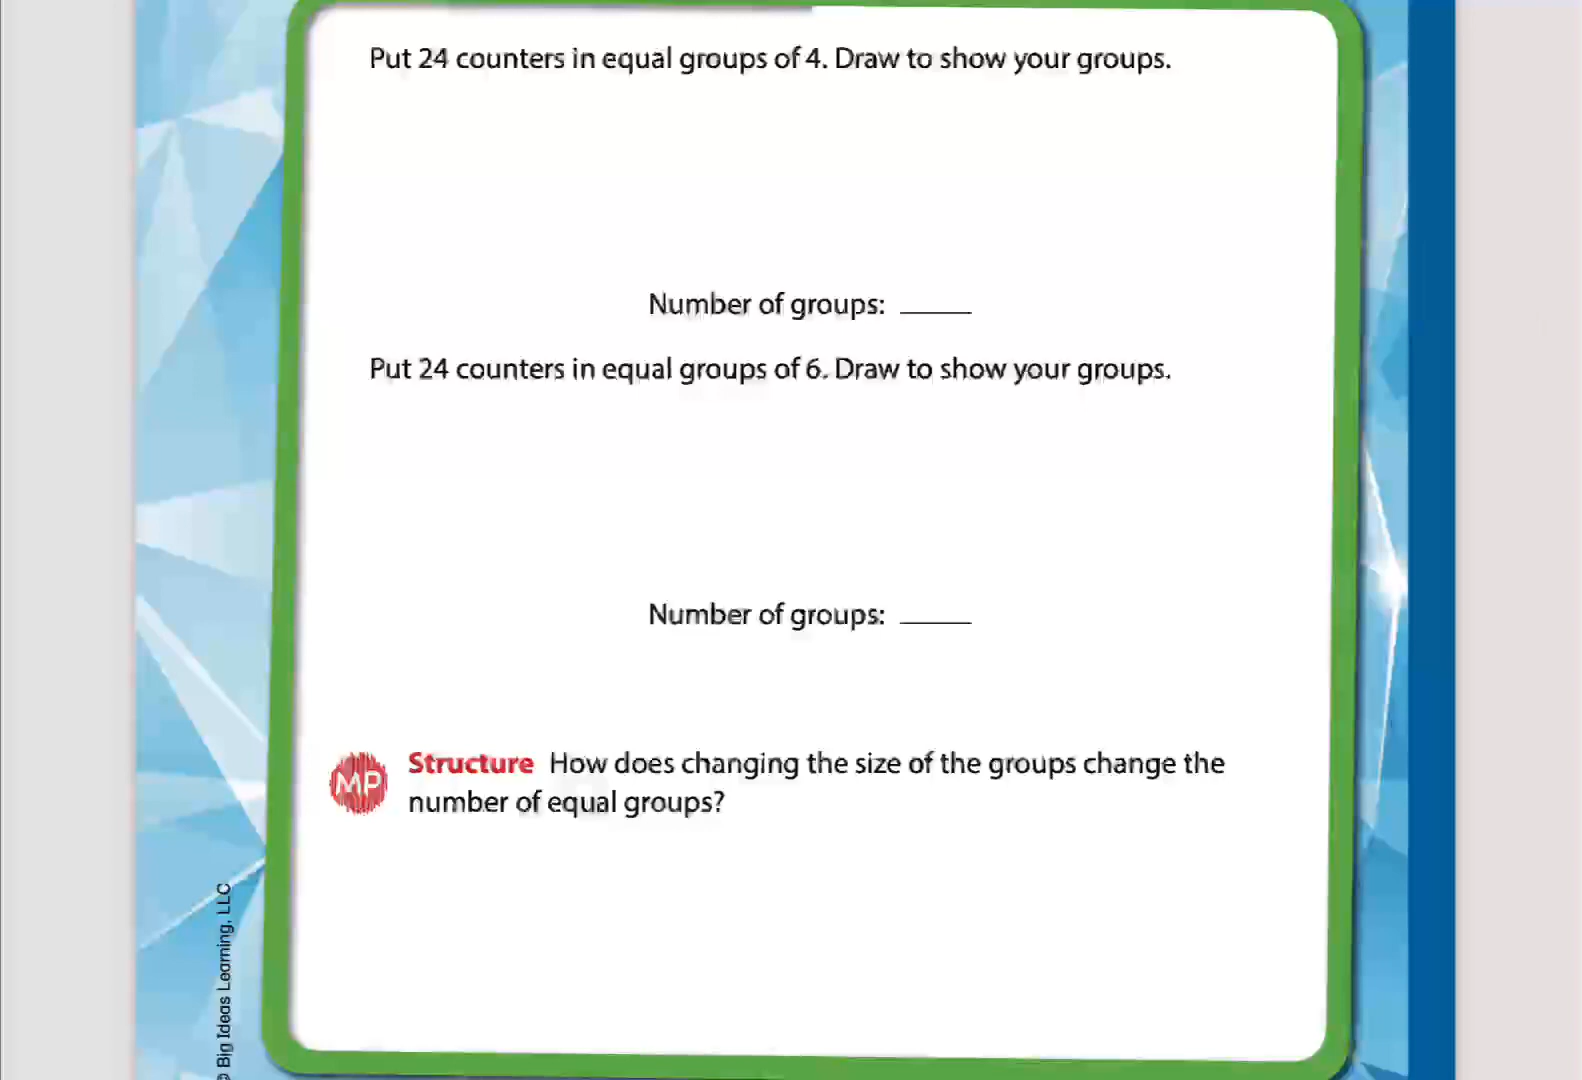 Put 24 counters in equal groups of 4. Draw to show your groups.
Number of groups: _____
Put 24 counters in equal groups of 6. Draw to show your groups.
Number of groups: _____
MP
Structure How does changing the size of the groups change the
number of equal groups?
© Big Ideas Learning, LLC